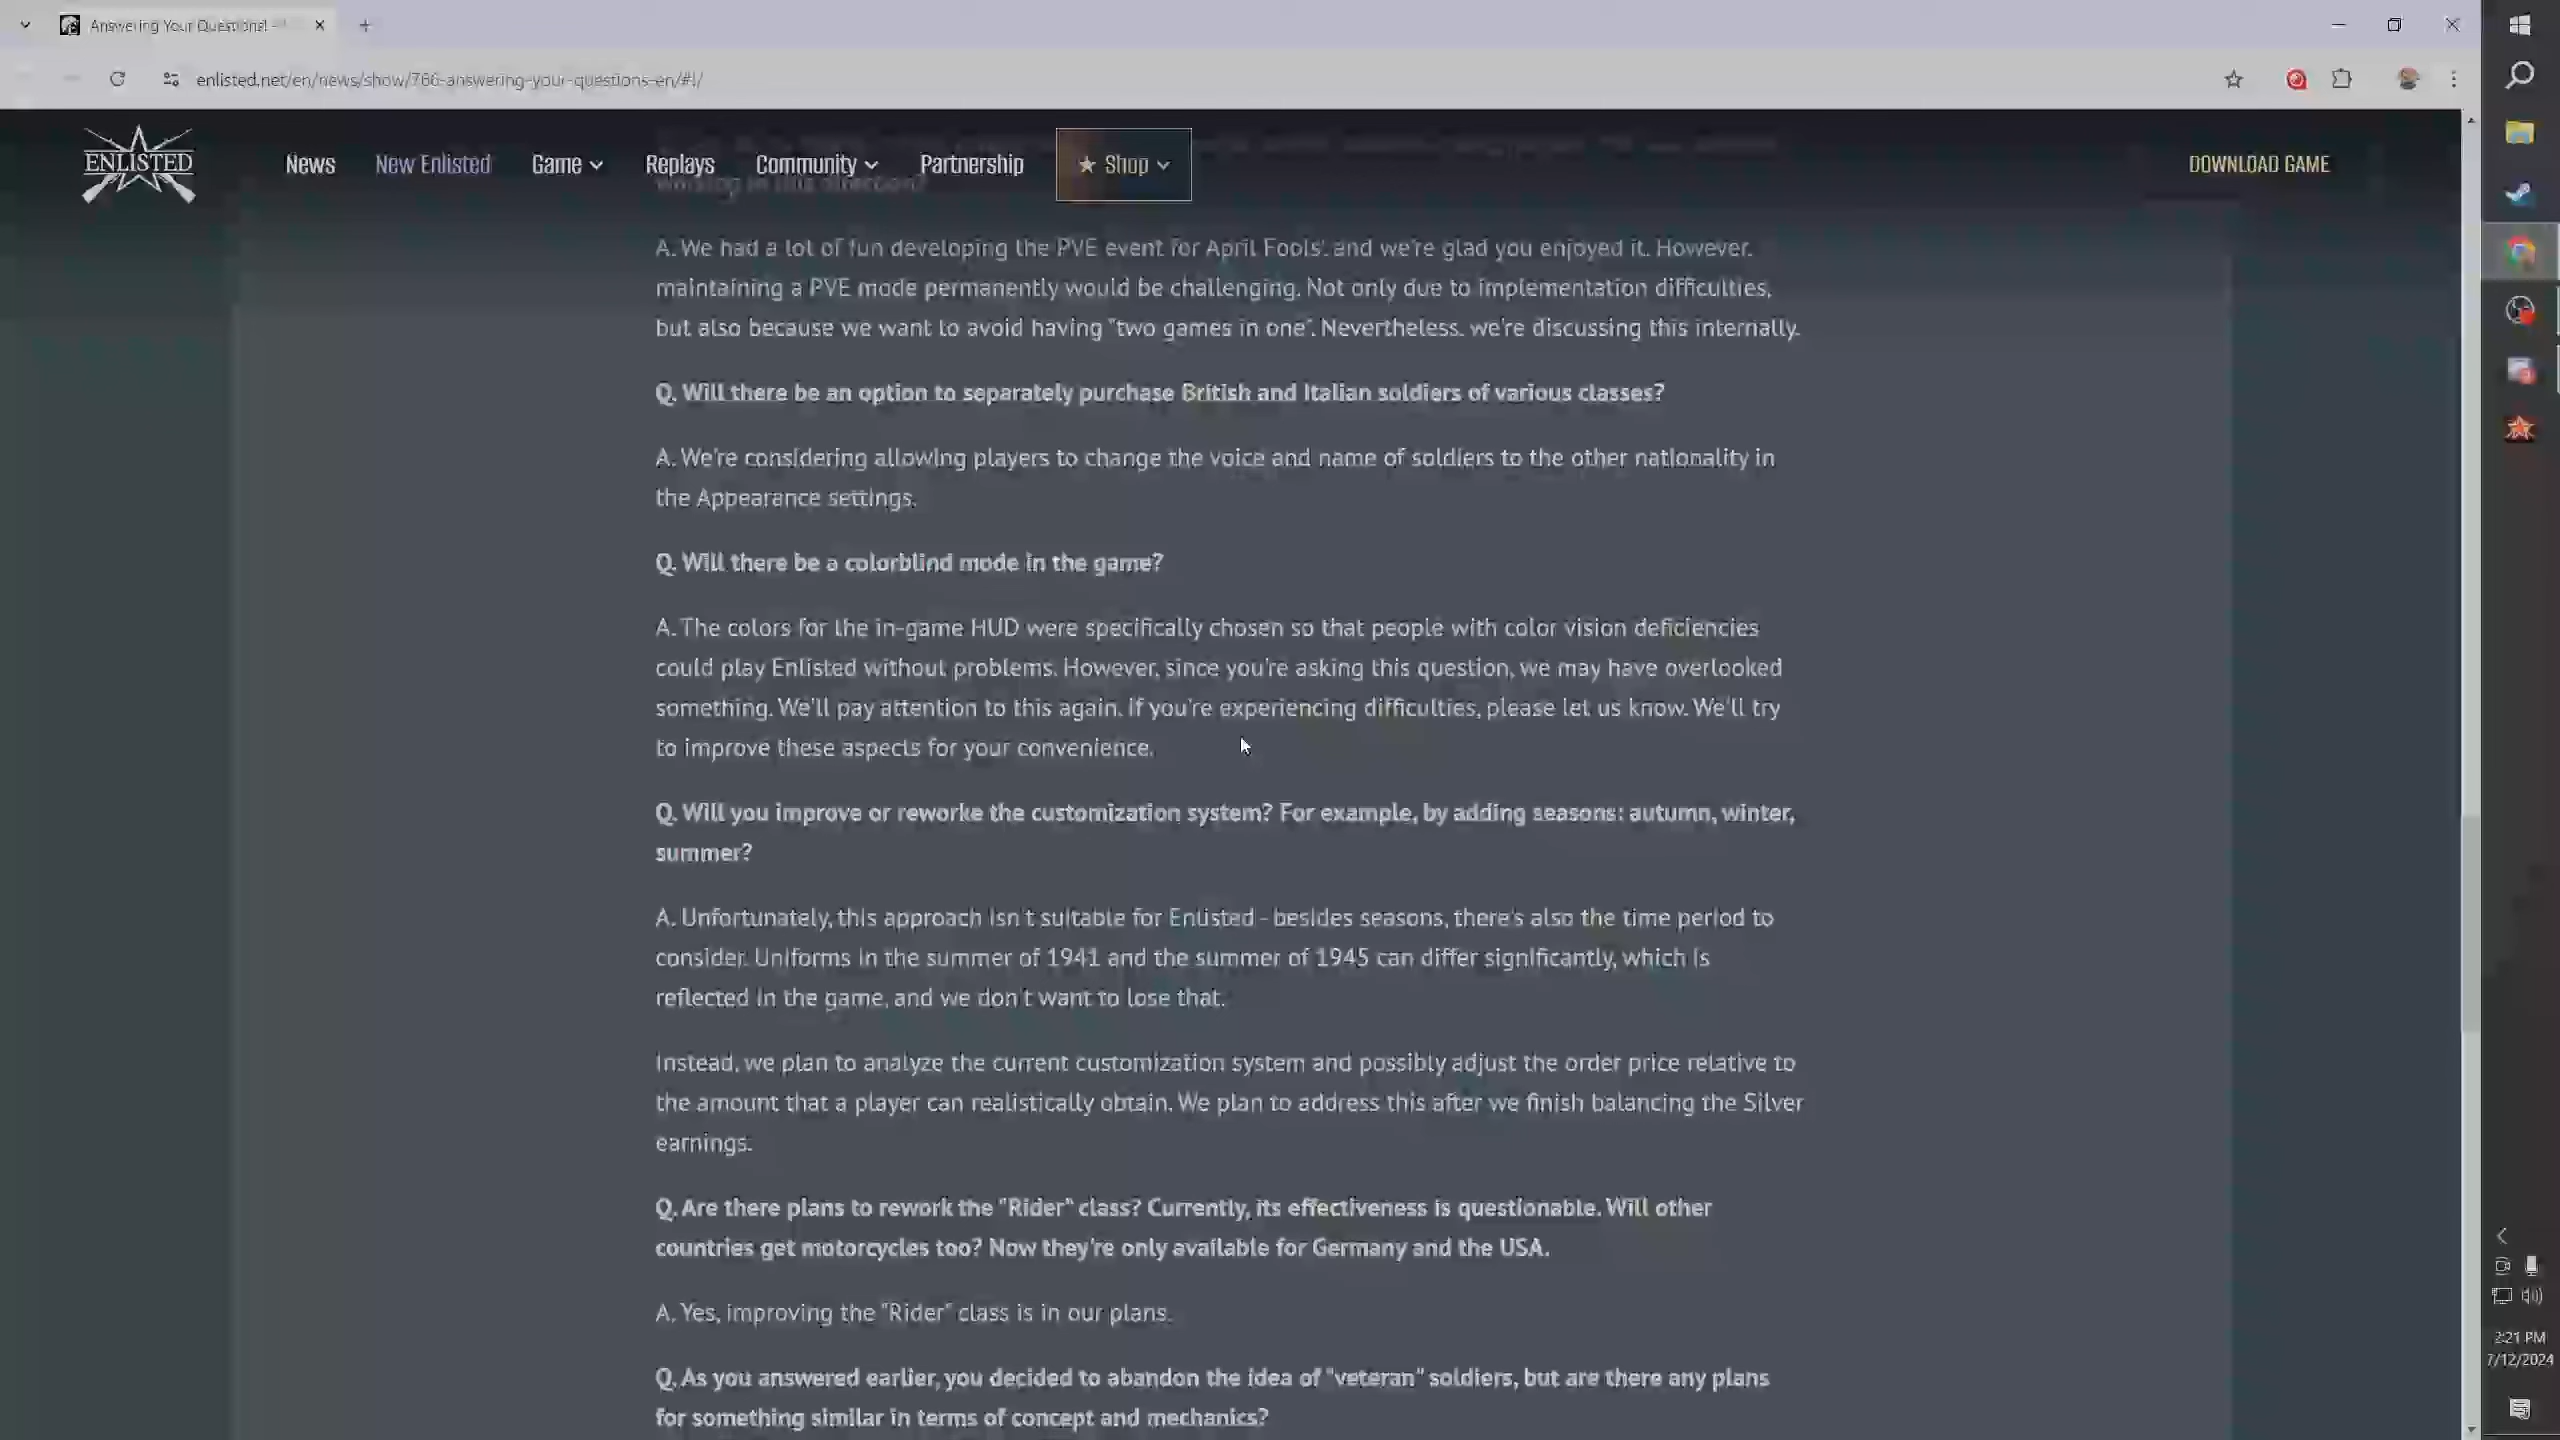 Answering Your Questions! -
enlisted.net/en/news/show/766-answering-your-questions-en/#!/
ENLISTED
News
New Enlisted
Game
Replays
Community
Partnership
★ Shop
DOWNLOAD GAME
working in this direction?
A. We had a lot of fun developing the PVE event for April Fools', and we're glad you enjoyed it. However,
maintaining a PVE mode permanently would be challenging. Not only due to implementation difficulties,
but also because we want to avoid having "two games in one". Nevertheless, we're discussing this internally.
Q. Will there be an option to separately purchase British and Italian soldiers of various classes?
A. We're considering allowing players to change the voice and name of soldiers to the other nationality in
the Appearance settings.
Q. Will there be a colorblind mode in the game?
A. The colors for the in-game HUD were specifically chosen so that people with color vision deficiencies
could play Enlisted without problems. However, since you're asking this question, we may have overlooked
something. We'll pay attention to this again. If you're experiencing difficulties, please let us know. We'll try
to improve these aspects for your convenience.
Q. Will you improve or reworke the customization system? For example, by adding seasons: autumn, winter,
summer?
A. Unfortunately, this approach isn't suitable for Enlisted - besides seasons, there's also the time period to
consider. Uniforms in the summer of 1941 and the summer of 1945 can differ significantly, which is
reflected in the game, and we don't want to lose that.
Instead, we plan to analyze the current customization system and possibly adjust the order price relative to
the amount that a player can realistically obtain. We plan to address this after we finish balancing the Silver
earnings.
Q. Are there plans to rework the "Rider" class? Currently, its effectiveness is questionable. Will other
countries get motorcycles too? Now they're only available for Germany and the USA.
A. Yes, improving the "Rider" class is in our plans.
Q. As you answered earlier, you decided to abandon the idea of "veteran" soldiers, but are there any plans
for something similar in terms of concept and mechanics?
2:21 PM
7/12/2024